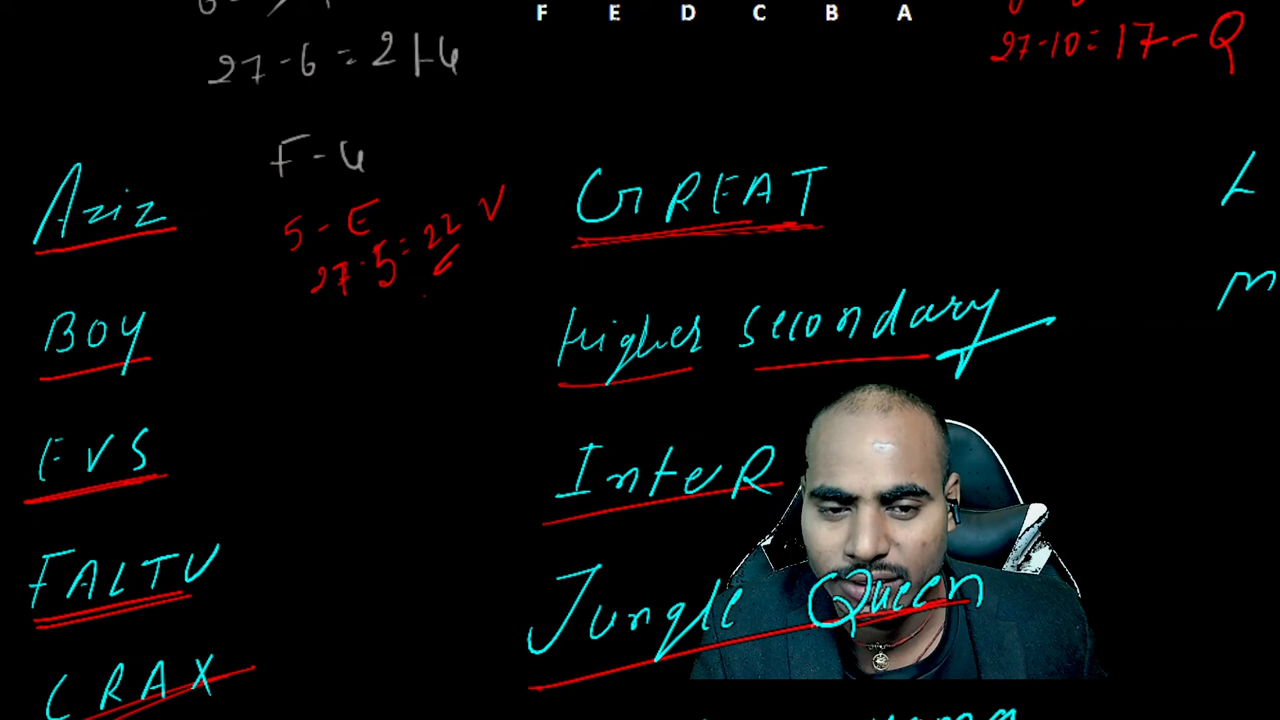 F E D C B A
27-6=21-U
27-10=17-Q
F-U
Aziz
5-E
27-5=22 V
GREAT
L
BOY
Higher Secondary
M
EVS
InteR
FALTU
Jungle Queen
CRAX